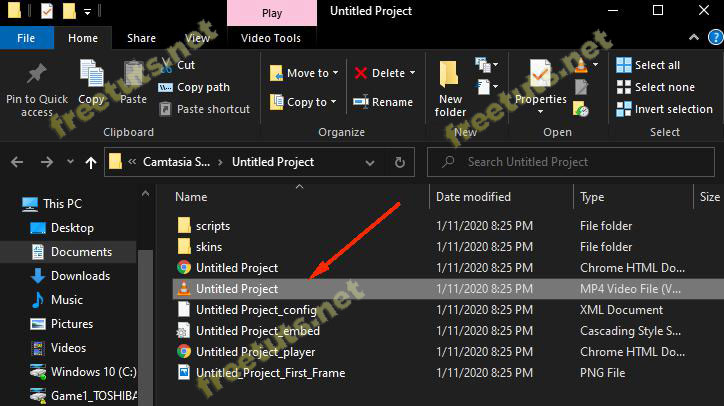 Play
Untitled Project
File
Home
Share
View
Video Tools
Pin to Quick
access
Copy
Paste
Cut
Copy path
Paste shortcut
Clipboard
Move to
Copy to
Delete
Rename
Organize
New
folder
New
Properties
Open
Select all
Select none
Invert selection
Select
Camtasia S...
Untitled Project
Search Untitled Project
Name
Date modified
Type
Size
This PC
Desktop
Documents
Downloads
Music
Pictures
Videos
Windows 10 (C:)
Game1_TOSHIBA
scripts 1/11/2020 8:25 PM File folder
skins 1/11/2020 8:25 PM File folder
Untitled Project 1/11/2020 8:25 PM Chrome HTML Do...
Untitled Project 1/11/2020 8:25 PM MP4 Video File (V...
Untitled Project_config 1/11/2020 8:25 PM XML Document
Untitled Project_embed 1/11/2020 8:25 PM Cascading Style S...
Untitled Project_player 1/11/2020 8:25 PM Chrome HTML Do...
Untitled_Project_First_Frame 1/11/2020 8:25 PM PNG File
freetuts.net
freetuts.net
freetuts.net